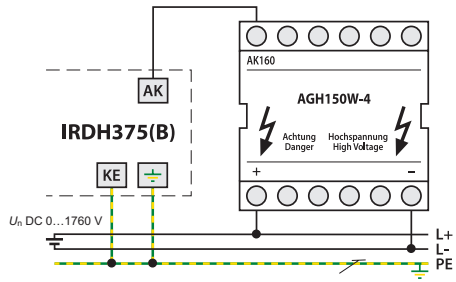 AK160
AK
AGH150W-4
IRDH375(B)
Achtung Hochspannung
Danger High Voltage
KE
+ -
Un DC 0...1760 V
L+
L-
PE